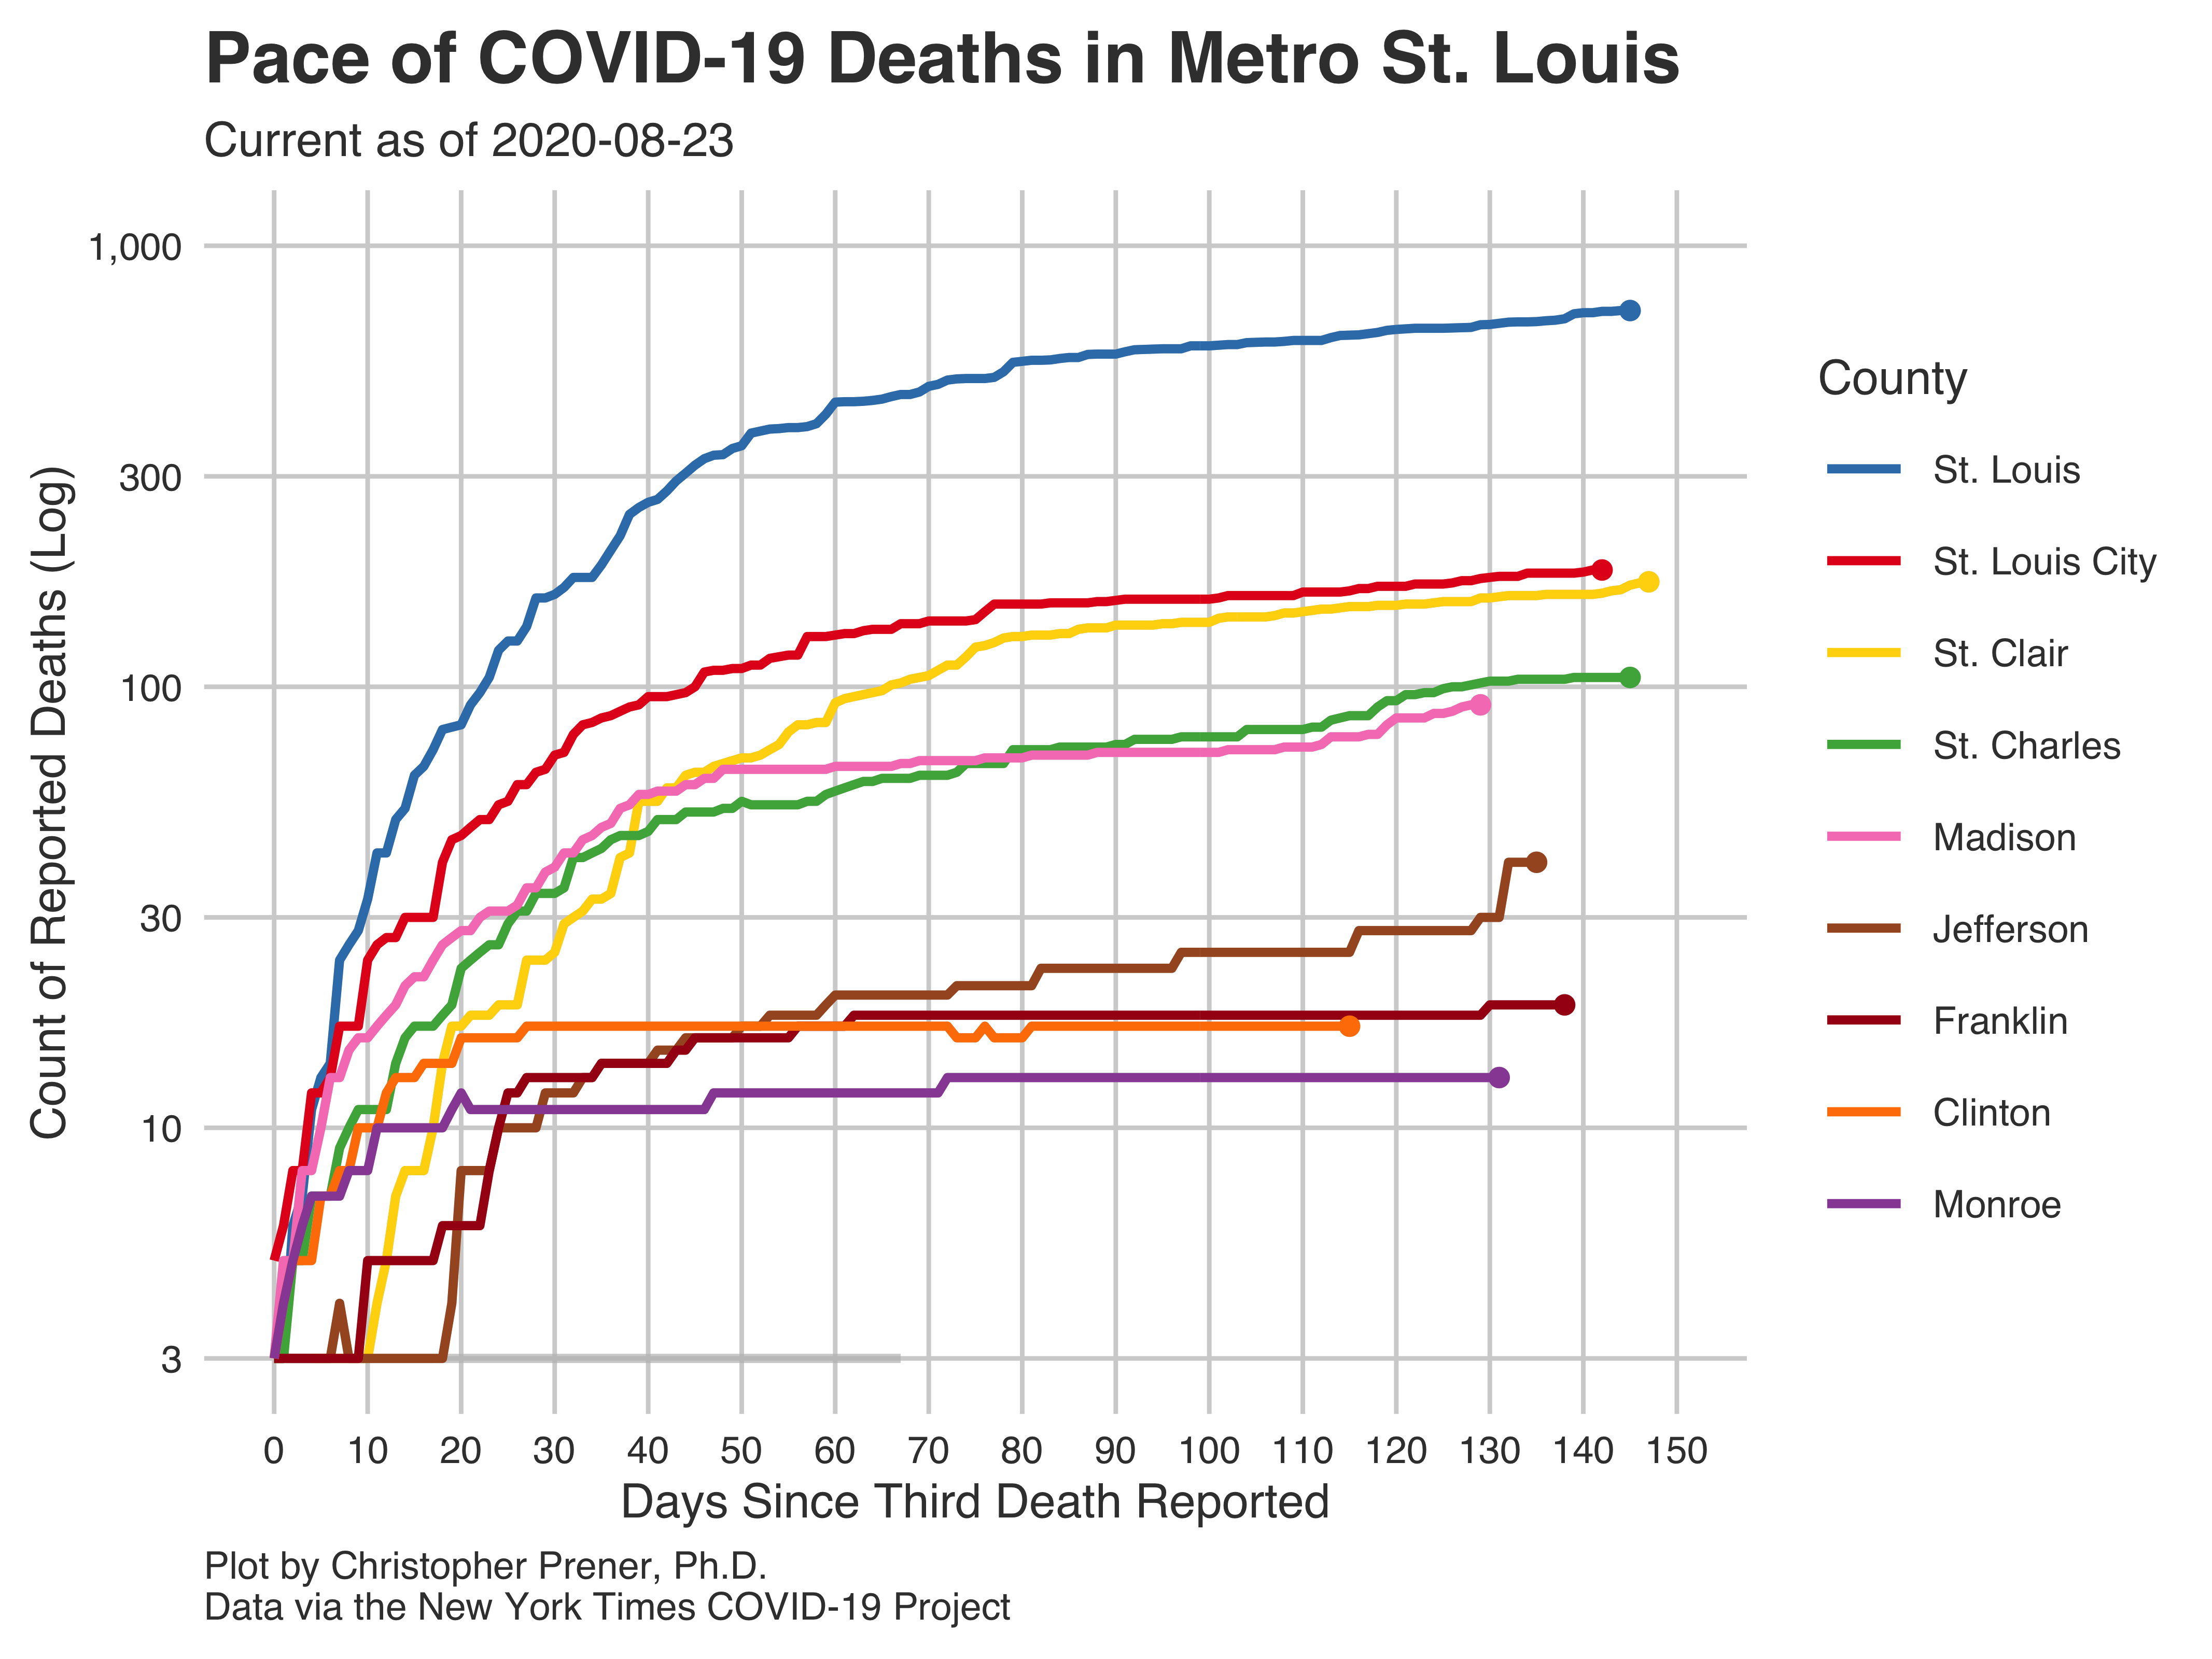 Pace of COVID-19 Deaths in Metro St. Louis
Current as of 2020-08-23
Count of Reported Deaths (Log)
1,000
300
100
30
10
3
0 10 20 30 40 50 60 70 80 90 100 110 120 130 140 150
Days Since Third Death Reported
County
St. Louis
St. Louis City
St. Clair
St. Charles
Madison
Jefferson
Franklin
Clinton
Monroe
Plot by Christopher Prener, Ph.D.
Data via the New York Times COVID-19 Project